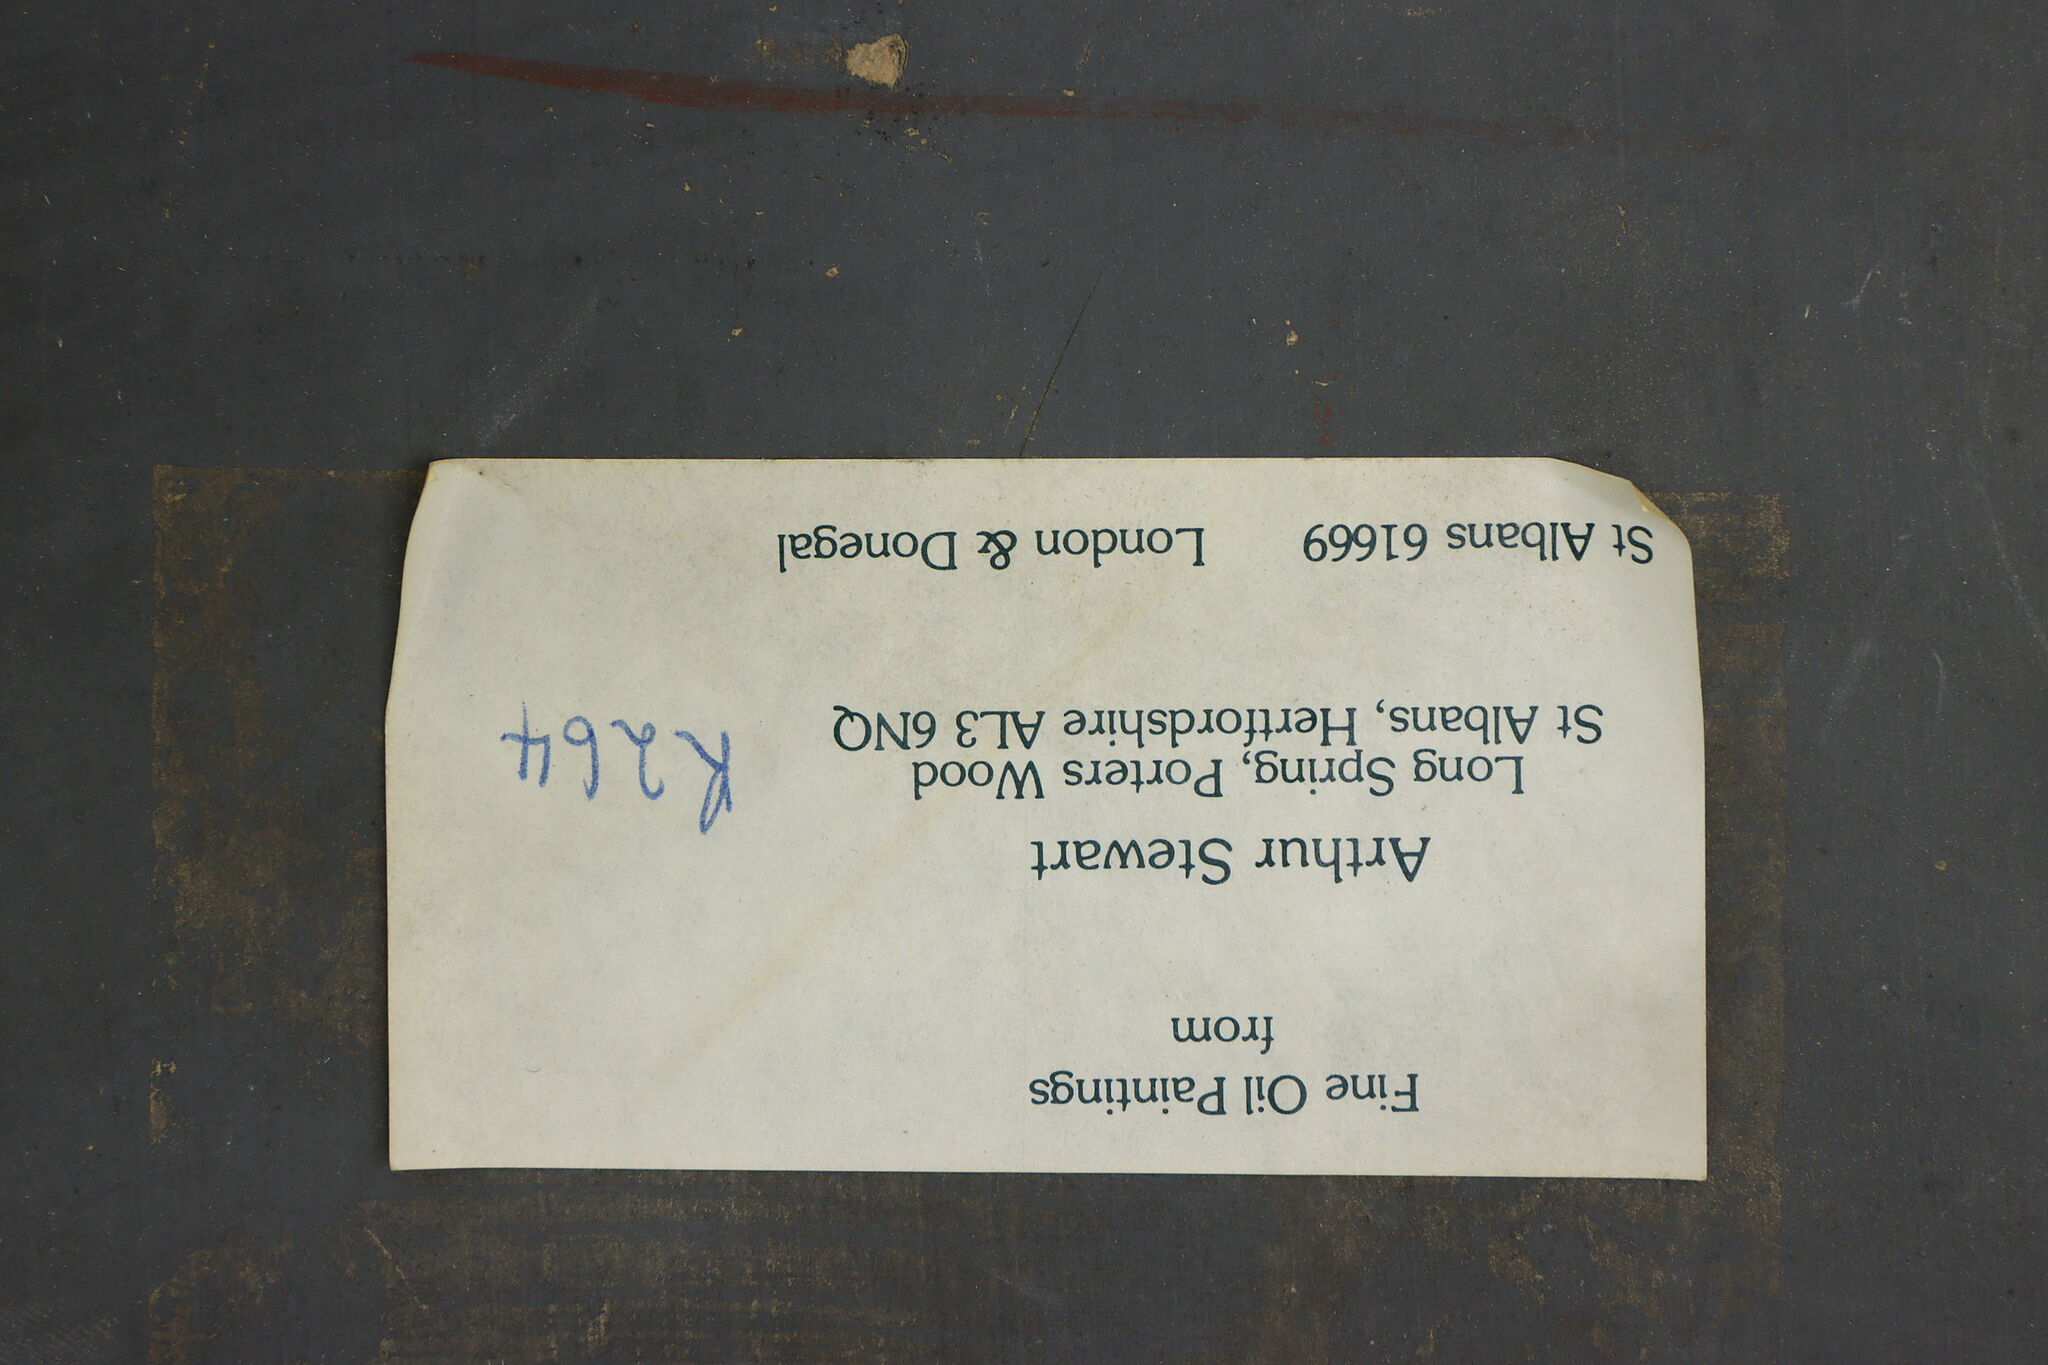 Fine Oil Paintings
from
Arthur Stewart
Long Spring, Porters Wood
St Albans, Hertfordshire AL3 6NQ
K264
St Albans 61669 London & Donegal